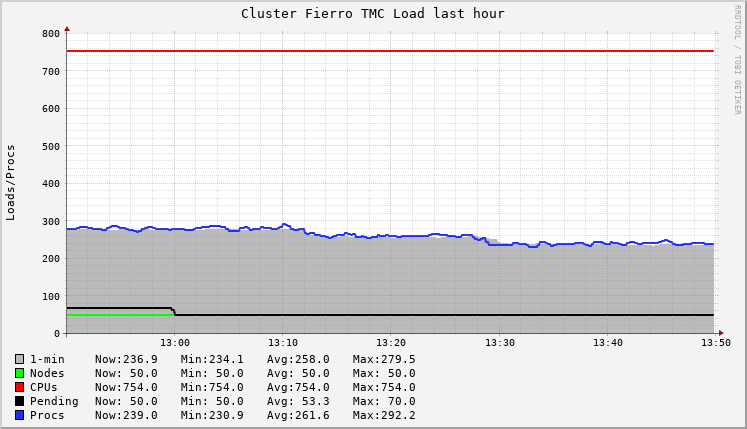 Cluster Fierro TMC Load last hour
RRDTOOL / TOBI OETIKER
Loads/Procs
800
700
600
500
400
300
200
100
0
13:00 13:10 13:20 13:30 13:40 13:50
1-min Now:236.9 Min:234.1 Avg:258.0 Max:279.5
Nodes Now: 50.0 Min: 50.0 Avg: 50.0 Max: 50.0
CPUs Now:754.0 Min:754.0 Avg:754.0 Max:754.0
Pending Now: 50.0 Min: 50.0 Avg: 53.3 Max: 70.0
Procs Now:239.0 Min:230.9 Avg:261.6 Max:292.2